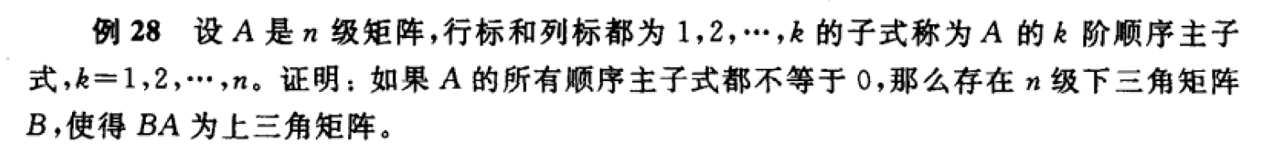 例 28 设 A 是 n 级矩阵,行标和列标都为 1,2,…,k 的子式称为 A 的 k 阶顺序主子
式,k=1,2,…,n。证明:如果 A 的所有顺序主子式都不等于 0,那么存在 n 级下三角矩阵
B,使得 BA 为上三角矩阵。